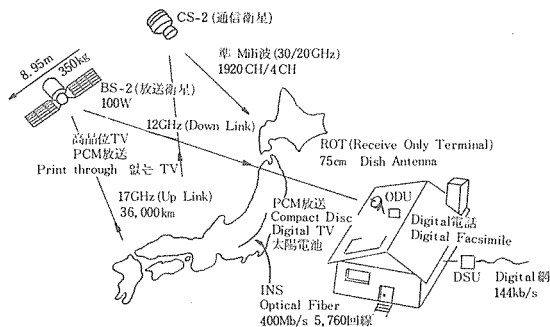 CS-2 (通信衛星)
準 Mili波 (30/20GHz)
1920 CH/4CH
8.95m
350kg
BS-2 (放送衛星)
100W
12GHz (Down Link)
高品位TV
PCM放送
Print through 없는 TV
ROT (Receive Only Terminal)
75cm Dish Antenna
17GHz (Up Link)
36,000km
PCM放送
Compact Disc
Digital TV
太陽電池
ODU
Digital電話
Digital Facsimile
DSU
Digital網
144kb/s
INS
Optical Fiber
400Mb/s 5,760回線